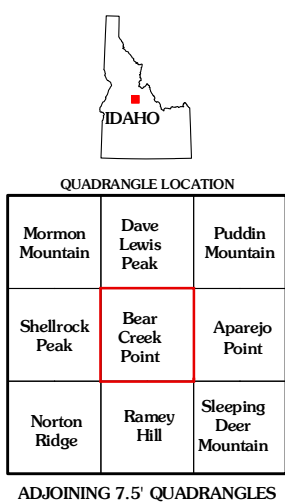 IDAHO
QUADRANGLE LOCATION
Mormon
Mountain
Dave
Lewis
Peak
Puddin
Mountain
Shellrock
Peak
Bear
Creek
Point
Aparejo
Point
Norton
Ridge
Ramey
Hill
Sleeping
Deer
Mountain
ADJOINING 7.5' QUADRANGLES